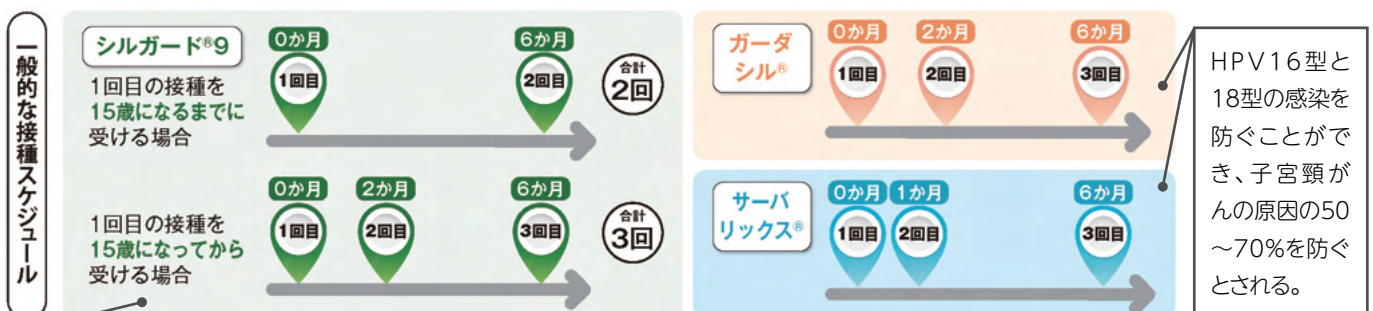 一般的な接種スケジュール
シルガード®9
1回目の接種を
15歳になるまでに
受ける場合
0か月
1回目
6か月
2回目
合計
2回
1回目の接種を
15歳になってから
受ける場合
0か月
1回目
2か月
2回目
6か月
3回目
合計
3回
ガーダ
シル®
0か月
1回目
2か月
2回目
6か月
3回目
サーバ
リックス®
0か月
1回目
1か月
2回目
6か月
3回目
HPV16型と
18型の感染を
防ぐことがで
き、子宮頸が
んの原因の50
～70%を防ぐ
とされる。